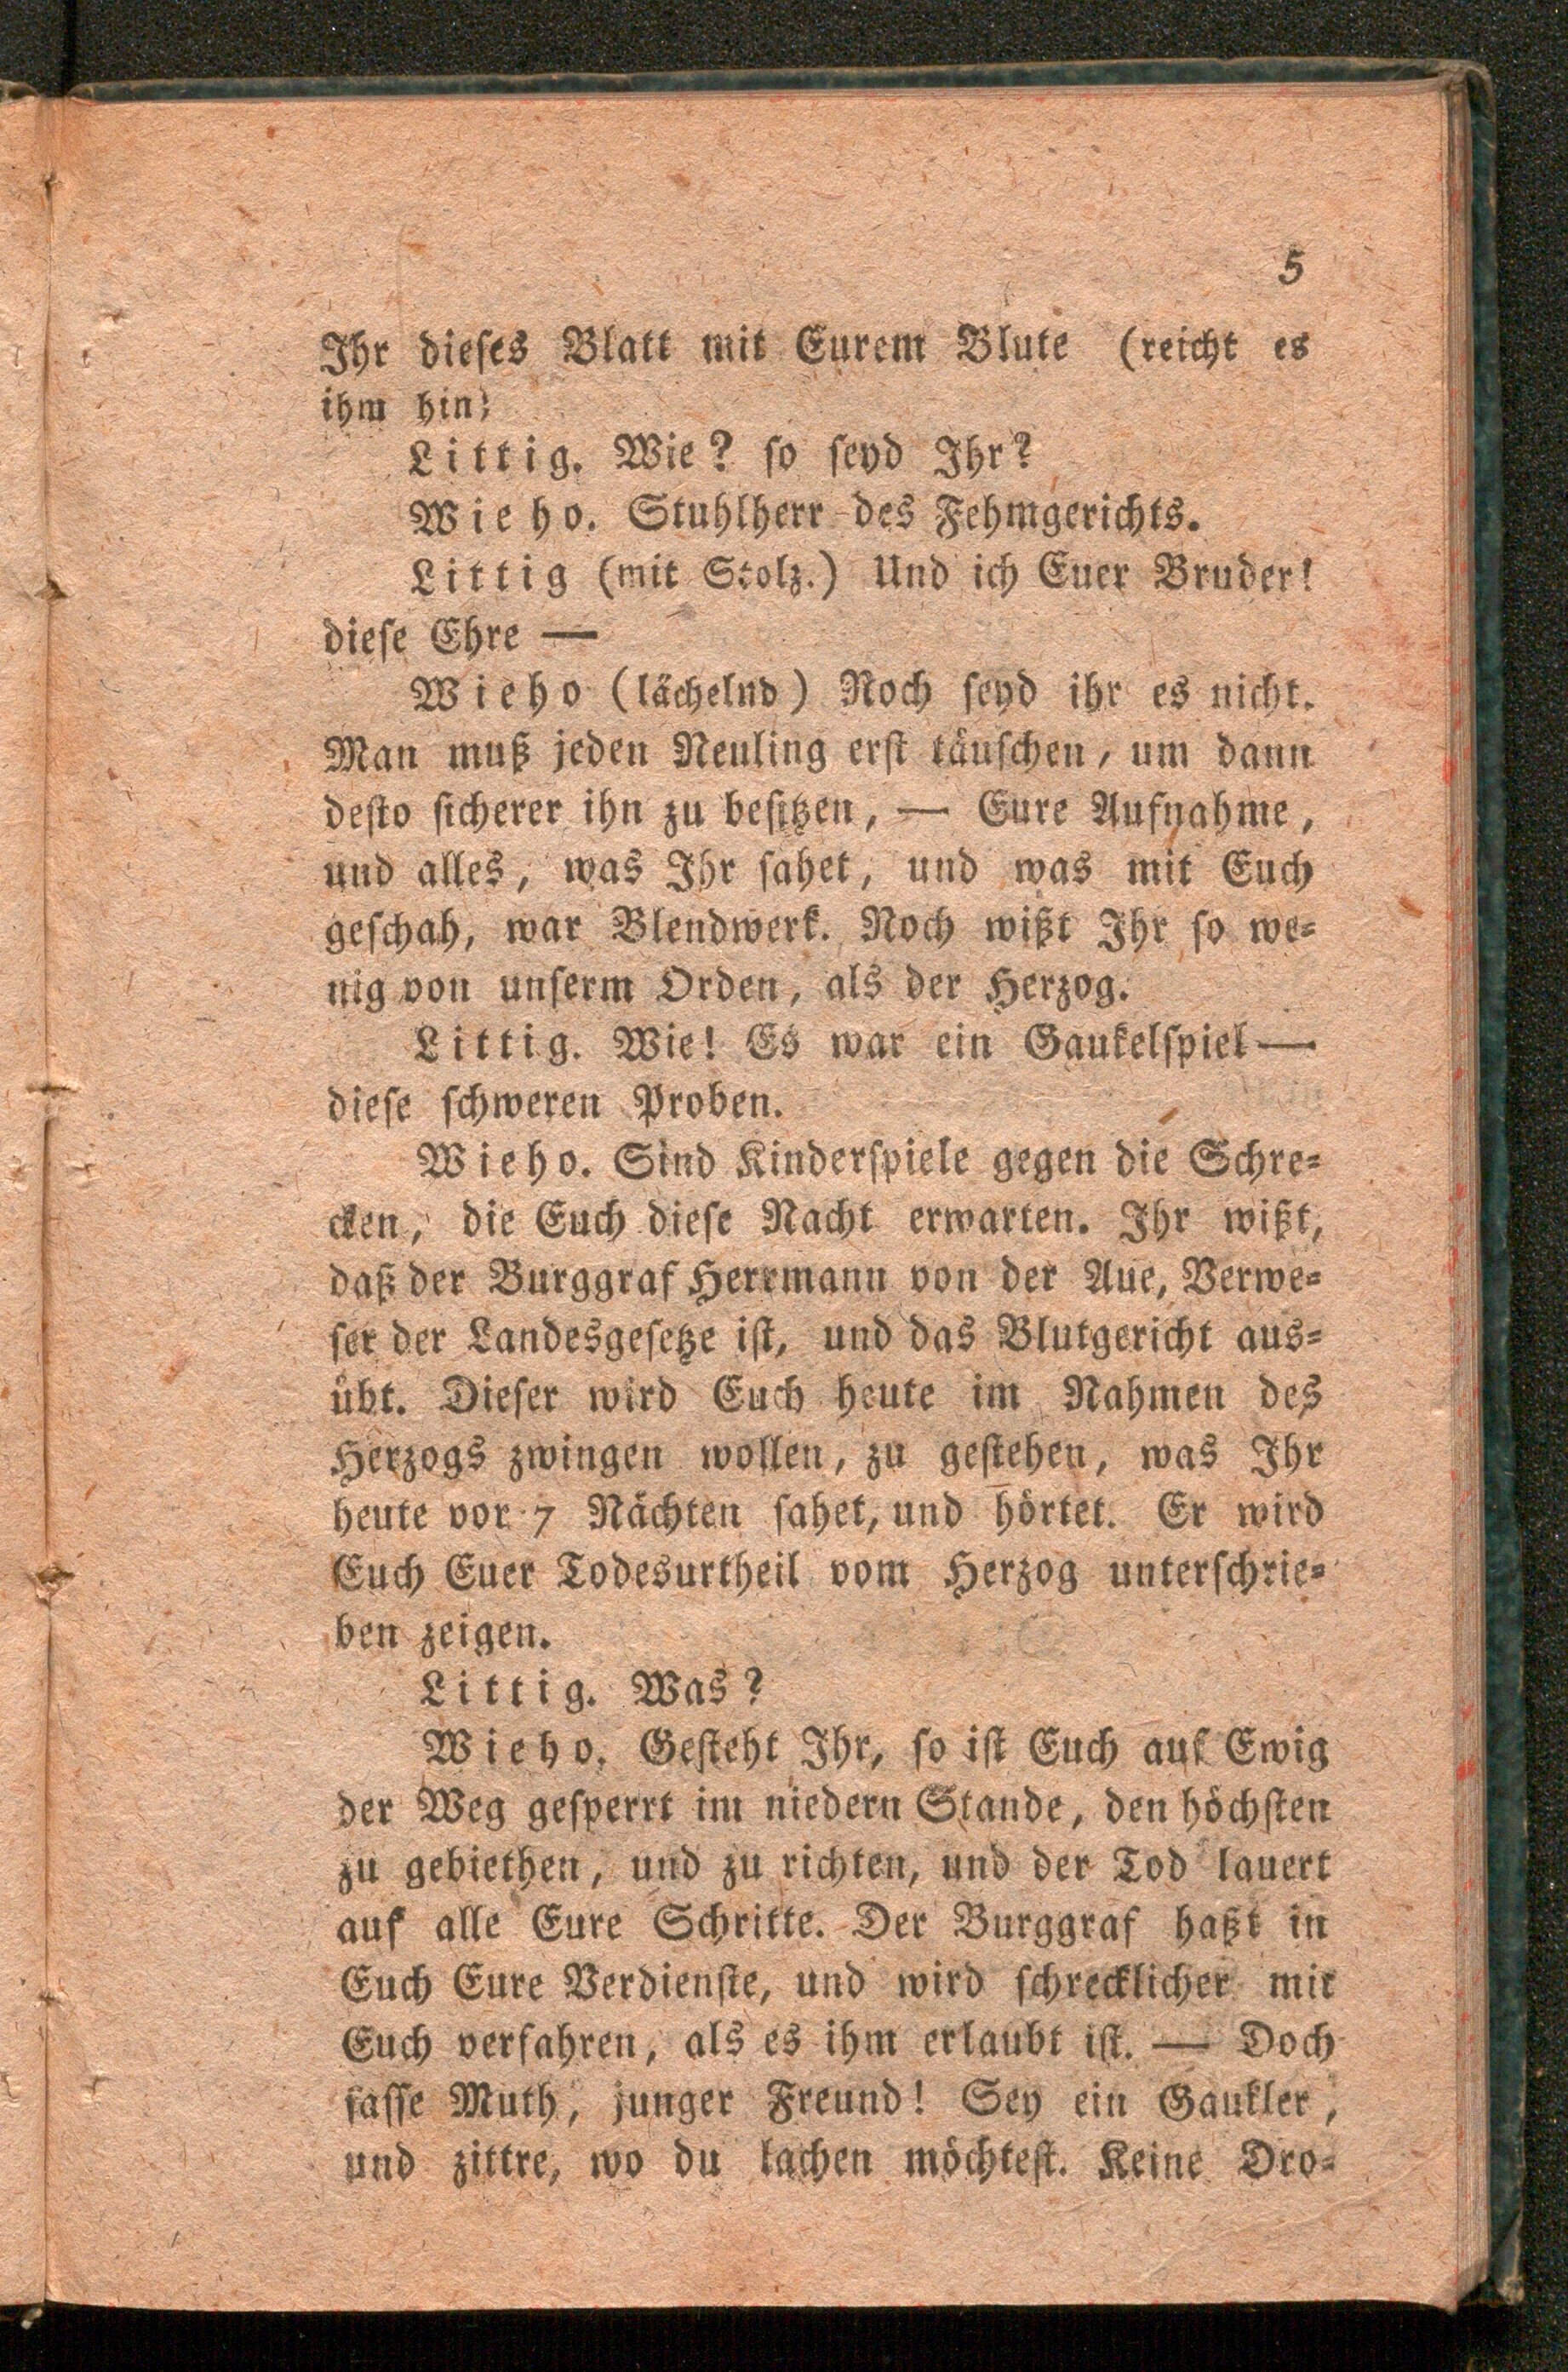 5
Ihr dieses Blatt mit Eurem Blute (reicht es
ihm hin)
Littig. Wie? so seyd Ihr?
Wieho. Stuhlherr des Fehmgerichts.
Littig (mit Stolz.) Und ich Euer Bruder!
diese Ehre —
Wieho (lächelnd) Noch seyd ihr es nicht.
Man muß jeden Neuling erst täuschen, um dann
desto sicherer ihn zu besitzen, — Eure Aufnahme,
und alles, was Ihr sahet, und was mit Euch
geschah, war Blendwerk. Noch wißt Ihr so we-
nig von unserm Orden, als der Herzog.
Littig. Wie! Es war ein Gaukelspiel —
diese schweren Proben.
Wieho. Sind Kinderspiele gegen die Schre-
cken, die Euch diese Nacht erwarten. Ihr wißt,
daß der Burggraf Herrmann von der Aue, Verwe-
ser der Landesgesetze ist, und das Blutgericht aus-
übt. Dieser wird Euch heute im Nahmen des
Herzogs zwingen wollen, zu gestehen, was Ihr
heute vor 7 Nächten sahet, und hörtet. Er wird
Euch Euer Todesurtheil vom Herzog unterschrie-
ben zeigen.
Littig. Was?
Wieho. Gesteht Ihr, so ist Euch auf Ewig
der Weg gesperrt im niedern Stande, den höchsten
zu gebiethen, und zu richten, und der Tod lauert
auf alle Eure Schritte. Der Burggraf haßt in
Euch Eure Verdienste, und wird schrecklicher mit
Euch verfahren, als es ihm erlaubt ist. — Doch
fasse Muth, junger Freund! Sey ein Gaukler,
und zittre, wo du lachen möchtest. Keine Dro-